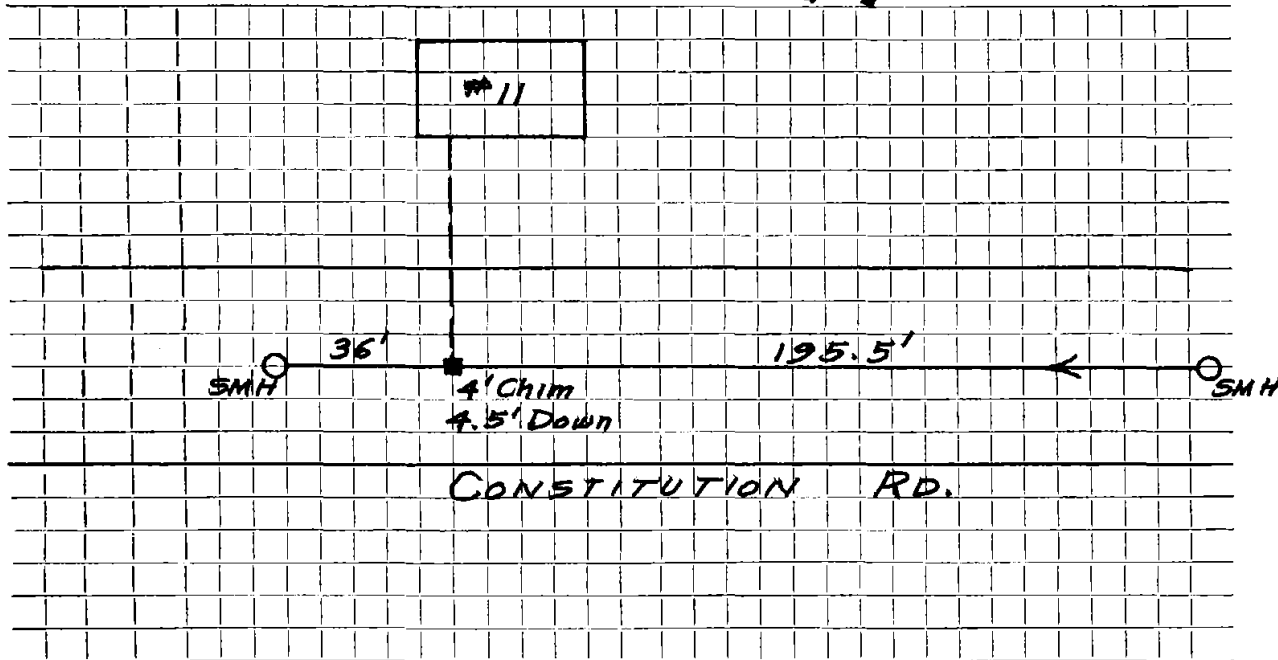 #11
36'
195.5'
SMH
4' Chim
4.5' Down
SMH
CONSTITUTION RD.